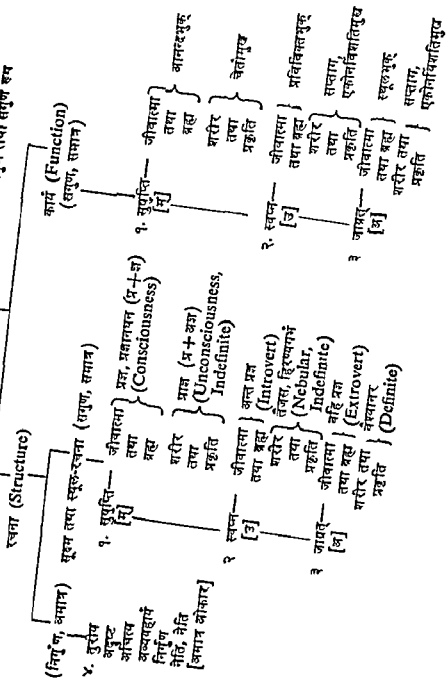 निर्गुण तथा सगुण रूप
रचना (Structure)
कार्य (Function)
(सगुण, समात्र)
(निर्गुण, अमात्र)
४. तुरीय
अदृष्ट
अचिंत्य
अव्यवहार्य
निर्गुण
नेति, नेति
[अमात्र ओंकार]
सूक्ष्म तथा स्थूल-रचना (सगुण, समात्र)
१. सुषुप्ति— जीवात्मा
[म्] तथा
ब्रह्म
प्रज्ञ, प्रज्ञानघन (प्र+ज्ञ)
(Consciousness)
शरीर
तथा
प्रकृति
प्राज्ञ (प्र+अज्ञ)
(Unconsciousness,
Indefinite)
२ स्वप्न— जीवात्मा
[उ] तथा ब्रह्म
अन्त प्रज्ञ
(Introvert)
शरीर
तथा
प्रकृति
तैजस, हिरण्यगर्भ
(Nebular,
Indefinite)
३ जाग्रत्— जीवात्मा
[अ] तथा ब्रह्म
बहि प्रज्ञ
(Extrovert)
शरीर तथा
प्रकृति
वैश्वानर
(Definite)
१. सुषुप्ति— जीवात्मा
[म्] तथा
ब्रह्म
आनन्दभुक्
शरीर
तथा
प्रकृति
चेतोमुख
२. स्वप्न— जीवात्मा
[उ] तथा ब्रह्म
प्रविविक्तभुक्
शरीर
तथा
प्रकृति
सप्तांग,
एकोनविंशतिमुख
३ जाग्रत्— जीवात्मा
[अ] तथा ब्रह्म
स्थूलभुक्
शरीर तथा
प्रकृति
सप्तांग,
एकोनविंशतिमुख